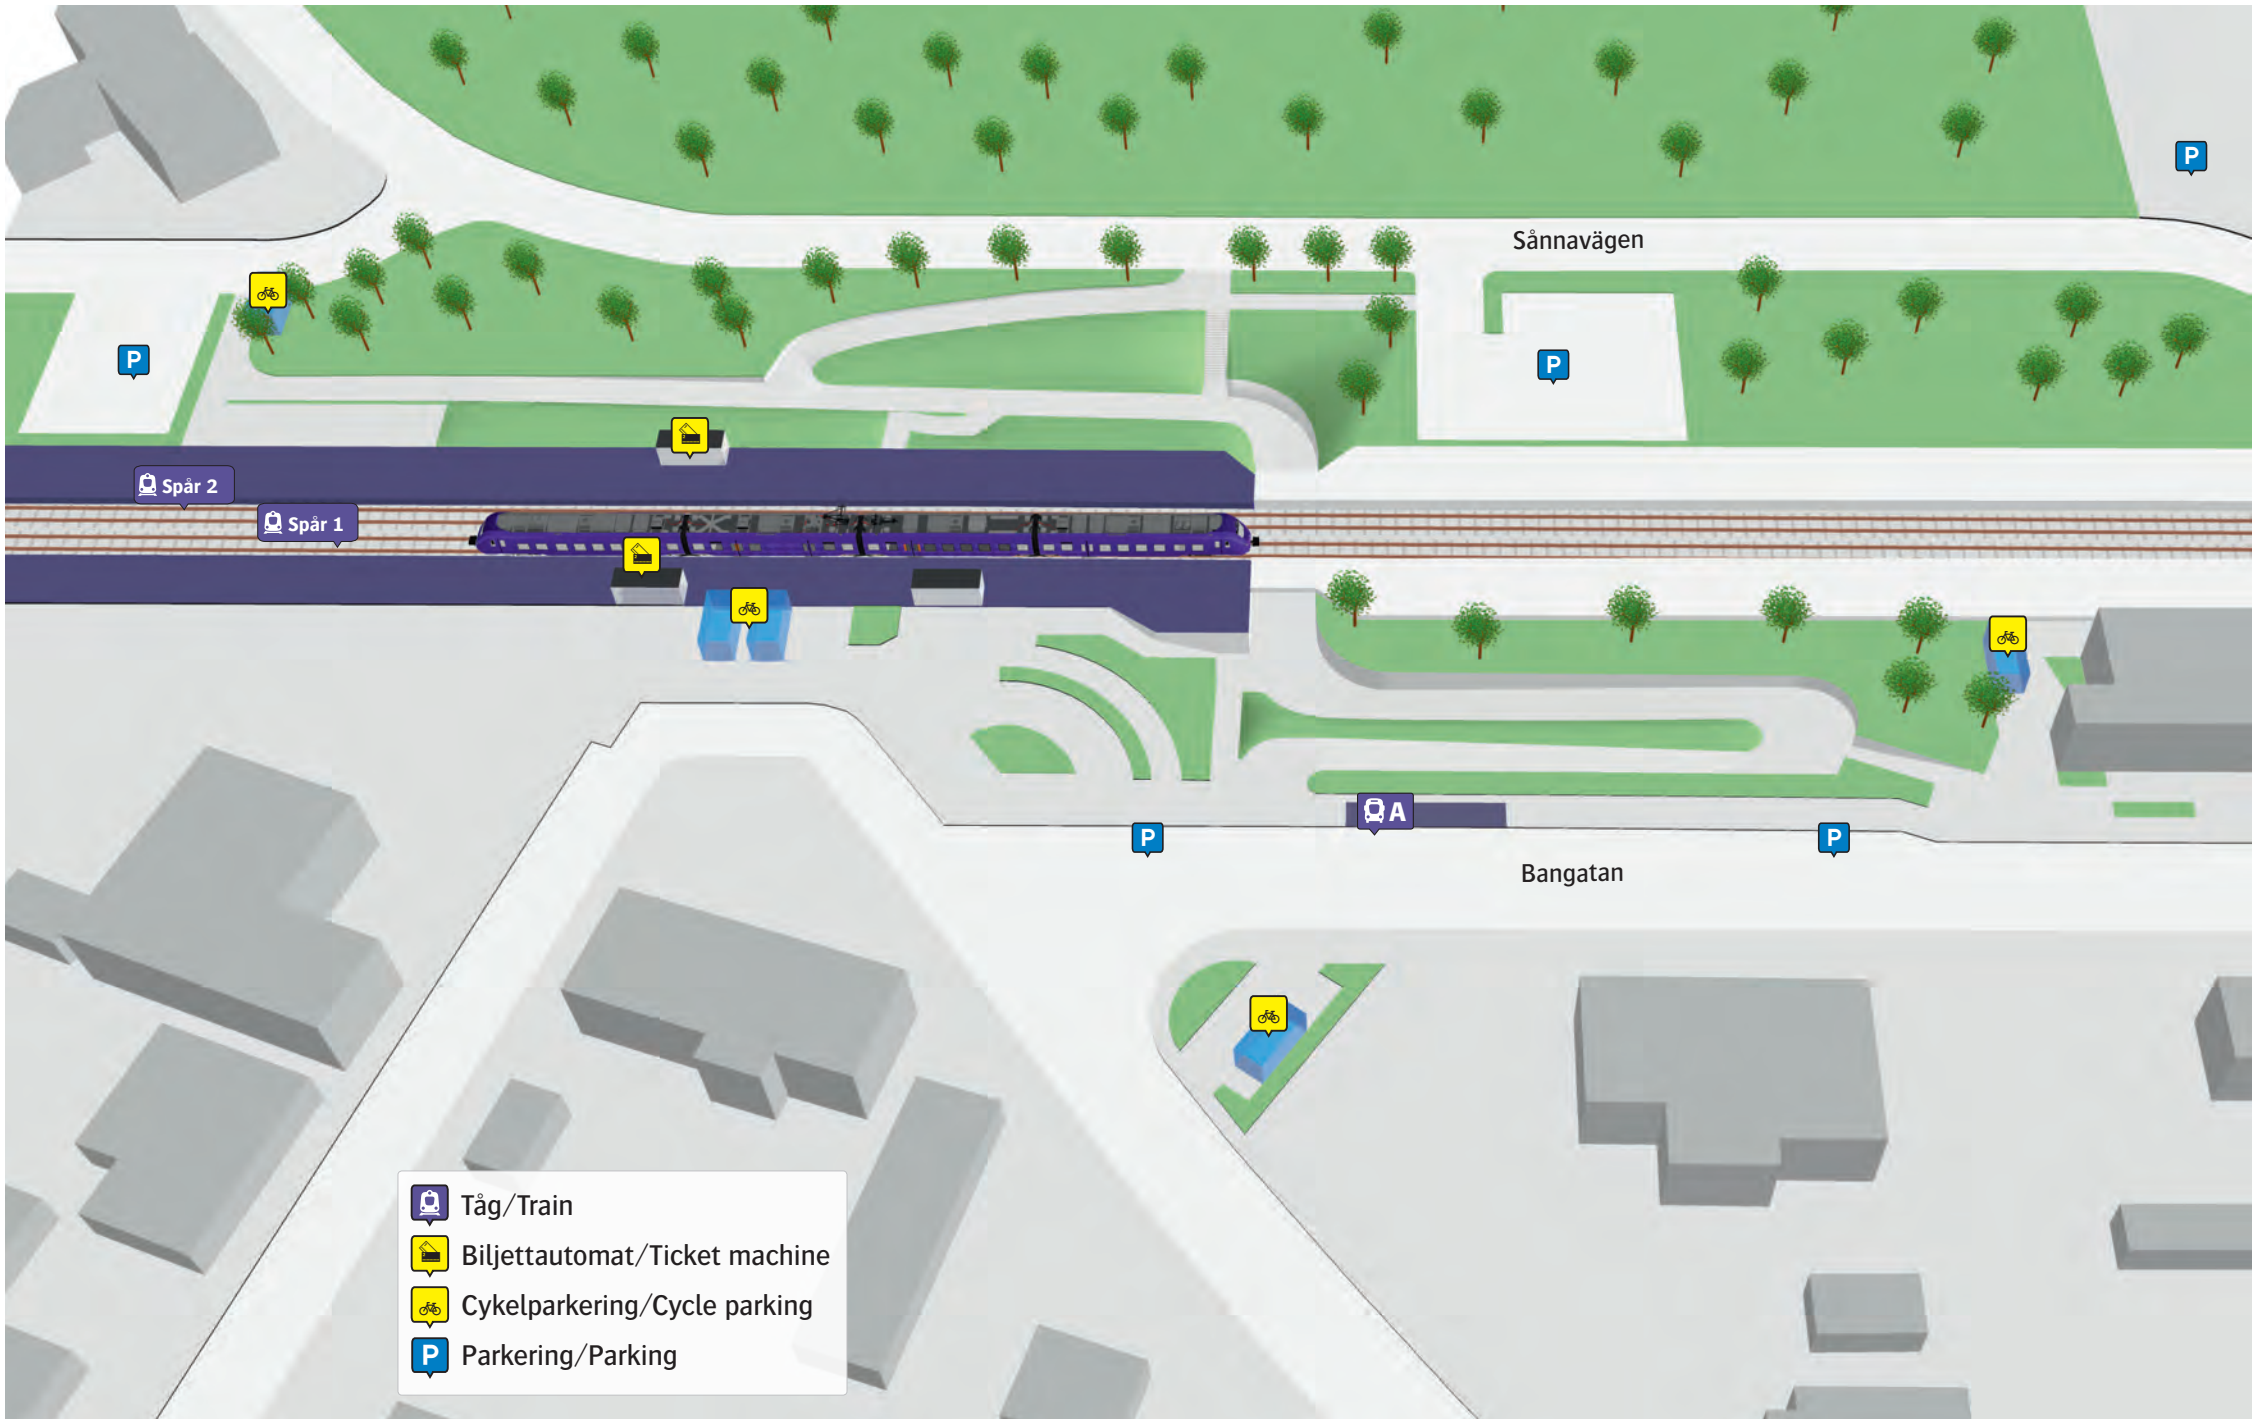 P
Sånnavägen
P
P
Spår 2
Spår 1
A
P
P
Bangatan
Tåg/Train
Biljettautomat/Ticket machine
Cykelparkering/Cycle parking
P Parkering/Parking